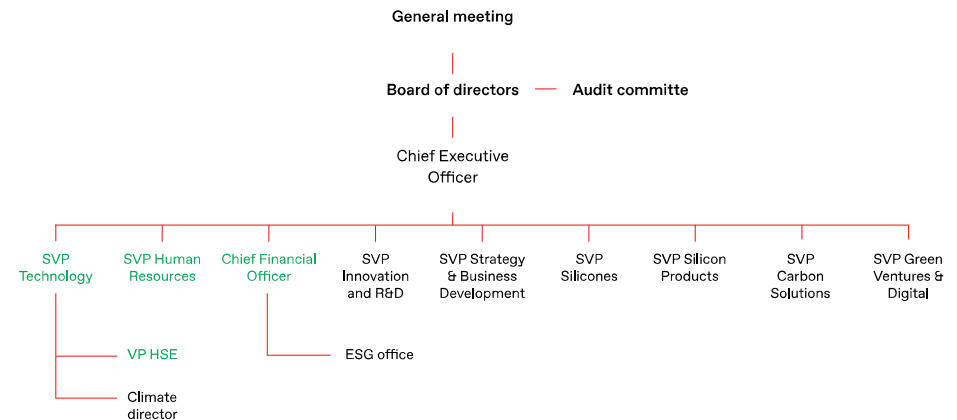 General meeting
Board of directors
Audit committe
Chief Executive
Officer
SVP
Technology
SVP Human
Resources
Chief Financial
Officer
SVP
Innovation
and R&D
SVP Strategy
& Business
Development
SVP
Silicones
SVP Silicon
Products
SVP
Carbon
Solutions
SVP Green
Ventures &
Digital
VP HSE
ESG office
Climate
director